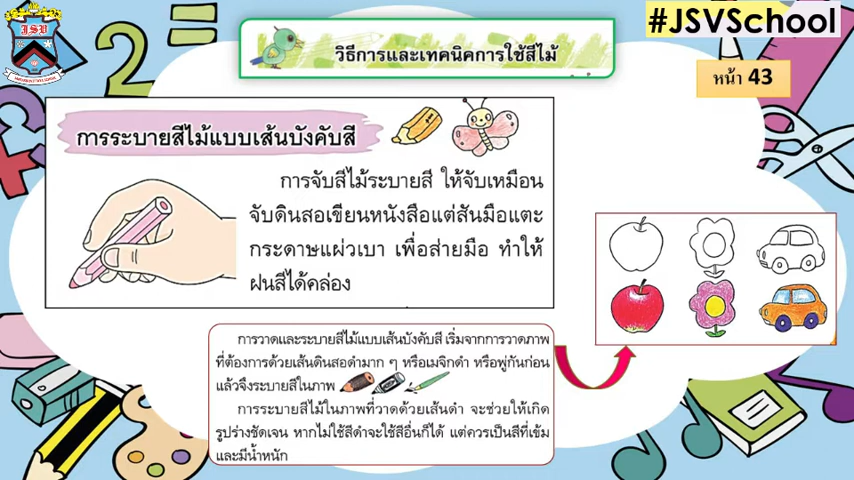 #JSVSchool
JSV
วิธีการและเทคนิคการใช้สีไม้
หน้า 43
การระบายสีไม้แบบเส้นบังคับสี
การจับสีไม้ระบายสี ให้จับเหมือน
จับดินสอเขียนหนังสือแต่สันมือแตะ
กระดาษแผ่วเบา เพื่อส่ายมือ ทำให้
ฝนสีได้คล่อง
การวาดและระบายสีไม้แบบเส้นบังคับสี เริ่มจากการวาดภาพ
ที่ต้องการด้วยเส้นดินสอดำมาก ๆ หรือเมจิกดำ หรือพู่กันก่อน
แล้วจึงระบายสีในภาพ
การระบายสีไม้ในภาพที่วาดด้วยเส้นดำ จะช่วยให้เกิด
รูปร่างชัดเจน หากไม่ใช้สีดำจะใช้สีอื่นก็ได้ แต่ควรเป็นสีที่เข้ม
และมีน้ำหนัก